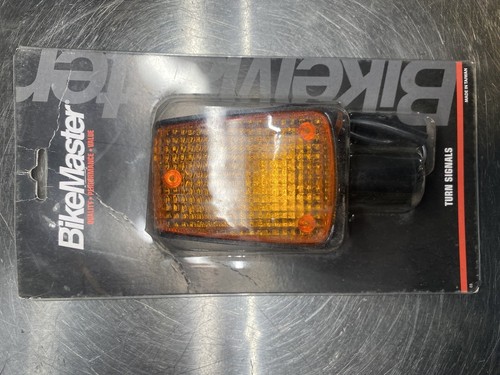 BikeMaster
BikeMaster
QUALITY • PERFORMANCE • VALUE
TURN SIGNALS
MADE IN TAIWAN